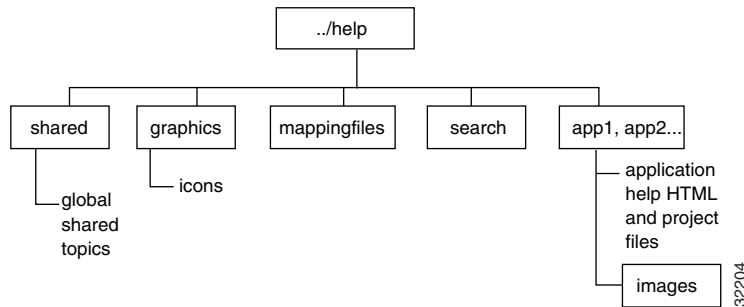 ../help
shared
graphics
mappingfiles
search
app1, app2...
global
shared
topics
icons
application
help HTML
and project
files
images
32204